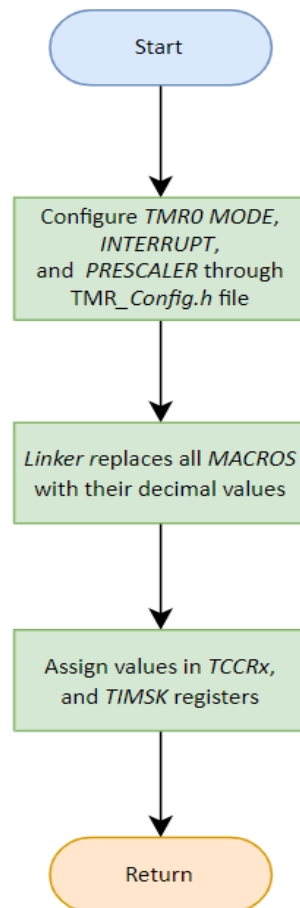 Start
Configure TMR0 MODE,
INTERRUPT,
and PRESCALER through
TMR_Config.h file
Linker replaces all MACROS
with their decimal values
Assign values in TCCRx,
and TIMSK registers
Return